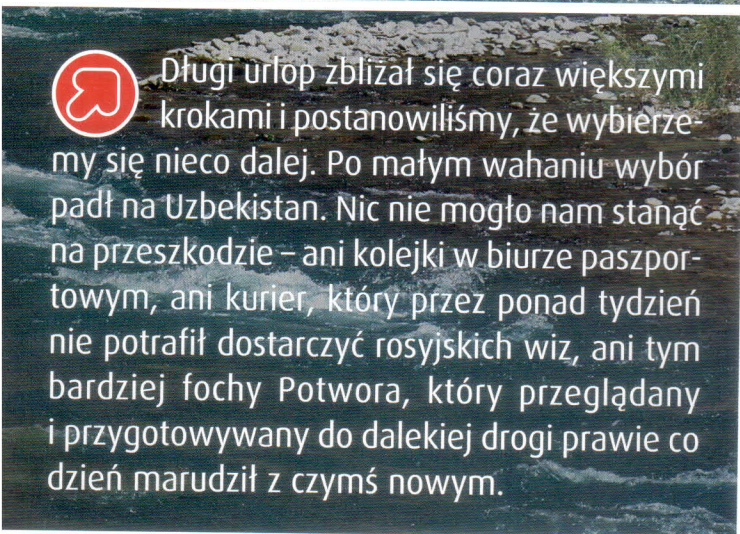 Długi urlop zbliżał się coraz większymi
krokami i postanowiliśmy, że wybierze-
my się nieco dalej. Po małym wahaniu wybór
padł na Uzbekistan. Nic nie mogło nam stanąć
na przeszkodzie – ani kolejki w biurze paszpor-
towym, ani kurier, który przez ponad tydzień
nie potrafił dostarczyć rosyjskich wiz, ani tym
bardziej fochy Potwora, który przeglądany
i przygotowywany do dalekiej drogi prawie co
dzień marudził z czymś nowym.